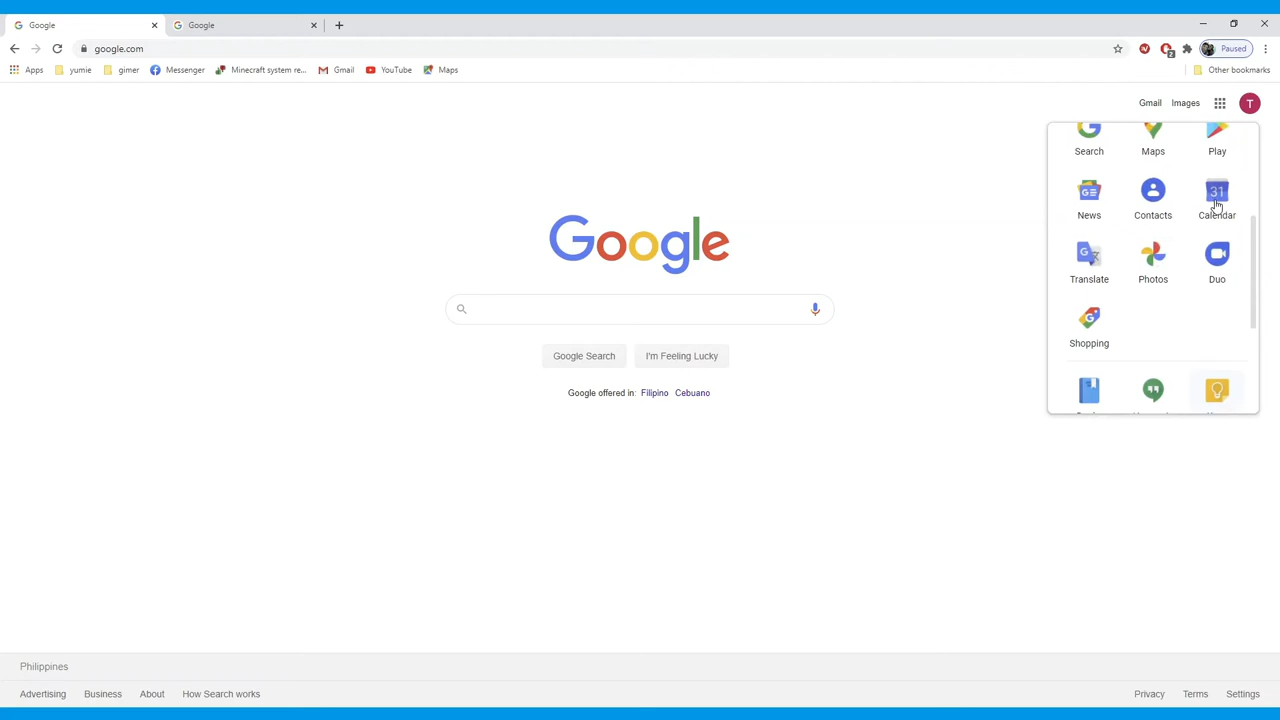 Google
Google
google.com
Paused
2
Apps
yumie
gimer
Messenger
Minecraft system re...
Gmail
YouTube
Maps
Other bookmarks
Gmail
Images
T
Search
Maps
Play
News
Contacts
31
Calendar
Translate
Photos
Duo
Shopping
Google
Google Search
I'm Feeling Lucky
Google offered in: Filipino Cebuano
Philippines
Advertising
Business
About
How Search works
Privacy
Terms
Settings